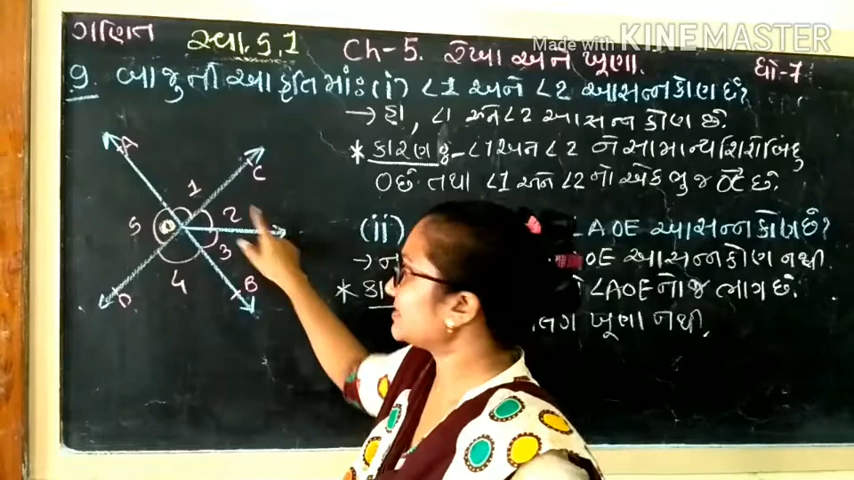 Made with KINEMASTER
ગણિત સ્વા.5.1 Ch-5. રેખા અને ખૂણા. ધો-7
9. બાજુની આકૃતિમાં: (i) ∠1 અને ∠2 આસન્નકોણ છે?
→ હા, ∠1 અને ∠2 આસન્ન કોણ છે.
* કારણ કે - ∠1 અને ∠2 ને સામાન્ય શિરોબિંદુ
O છે તથા ∠1 અને ∠2 નો એક ભુજ OC છે.
(ii) ∠AOE આસન્નકોણ છે?
→ OE આસન્નકોણ નથી
* ∠AOE નો જ ભાગ છે.
અલગ ખૂણા નથી.
A
C
1
2
5
O
3
4
B
D